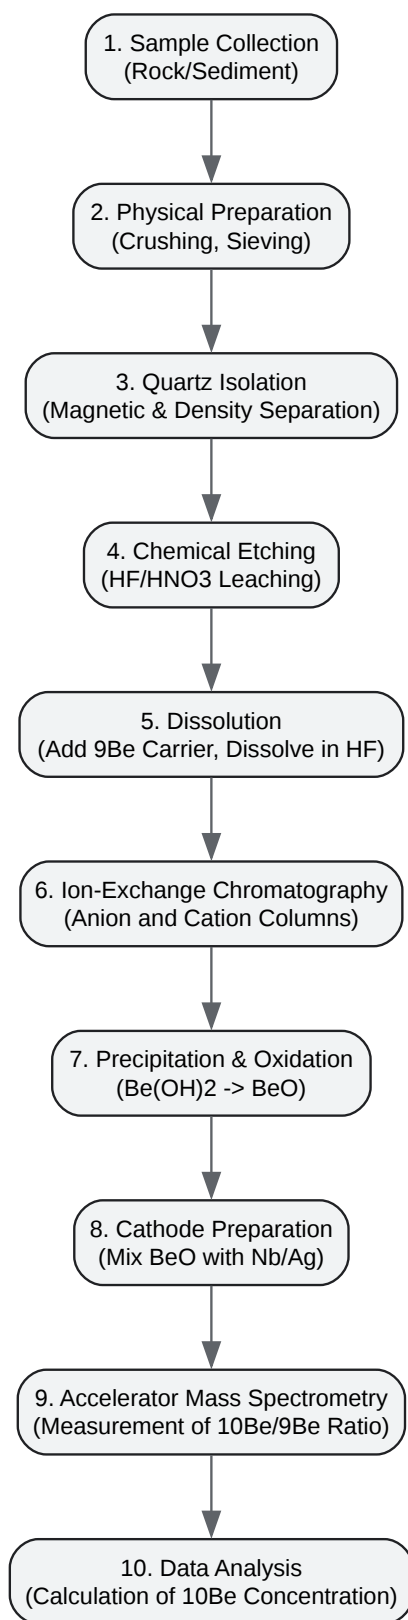 1. Sample Collection
(Rock/Sediment)
2. Physical Preparation
(Crushing, Sieving)
3. Quartz Isolation
(Magnetic & Density Separation)
4. Chemical Etching
(HF/HNO3 Leaching)
5. Dissolution
(Add 9Be Carrier, Dissolve in HF)
6. Ion-Exchange Chromatography
(Anion and Cation Columns)
7. Precipitation & Oxidation
(Be(OH)2 -> BeO)
8. Cathode Preparation
(Mix BeO with Nb/Ag)
9. Accelerator Mass Spectrometry
(Measurement of 10Be/9Be Ratio)
10. Data Analysis
(Calculation of 10Be Concentration)